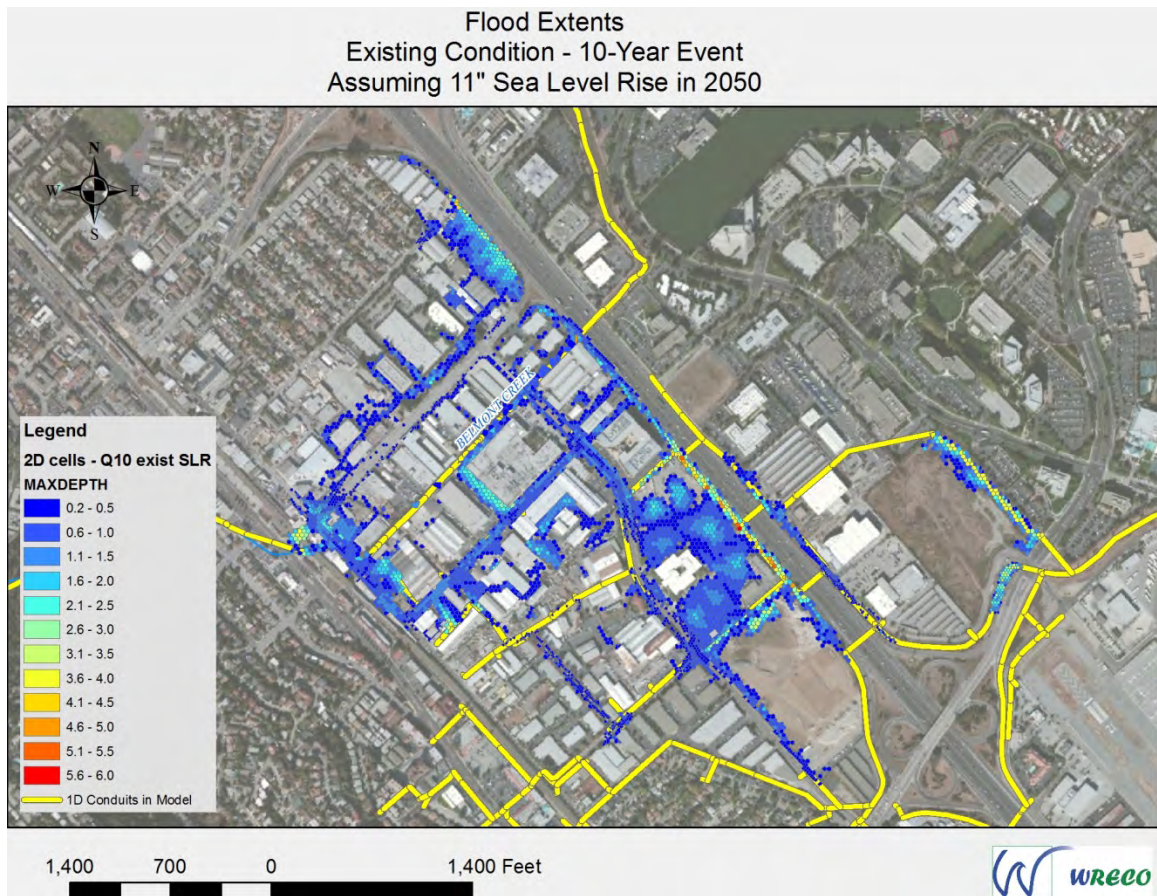 Flood Extents
Existing Condition - 10-Year Event
Assuming 11" Sea Level Rise in 2050
N
W E
S
BELMONT CREEK
Legend
2D cells - Q10 exist SLR
MAXDEPTH
0.2 - 0.5
0.6 - 1.0
1.1 - 1.5
1.6 - 2.0
2.1 - 2.5
2.6 - 3.0
3.1 - 3.5
3.6 - 4.0
4.1 - 4.5
4.6 - 5.0
5.1 - 5.5
5.6 - 6.0
1D Conduits in Model
1,400 700 0 1,400 Feet
WRECO